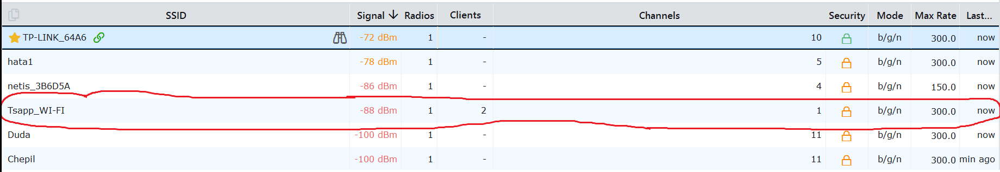 SSID Signal Radios Clients Channels Security Mode Max Rate Last...
TP-LINK_64A6 -72 dBm 1 - 10 b/g/n 300.0 now
hata1 -78 dBm 1 - 5 b/g/n 300.0 now
netis_3B6D5A -86 dBm 1 - 4 b/g/n 150.0 now
Tsapp_WI-FI -88 dBm 1 2 1 b/g/n 300.0 now
Duda -100 dBm 1 - 11 b/g/n 300.0 now
Chepil -100 dBm 1 - 11 b/g/n 300.0 min ago